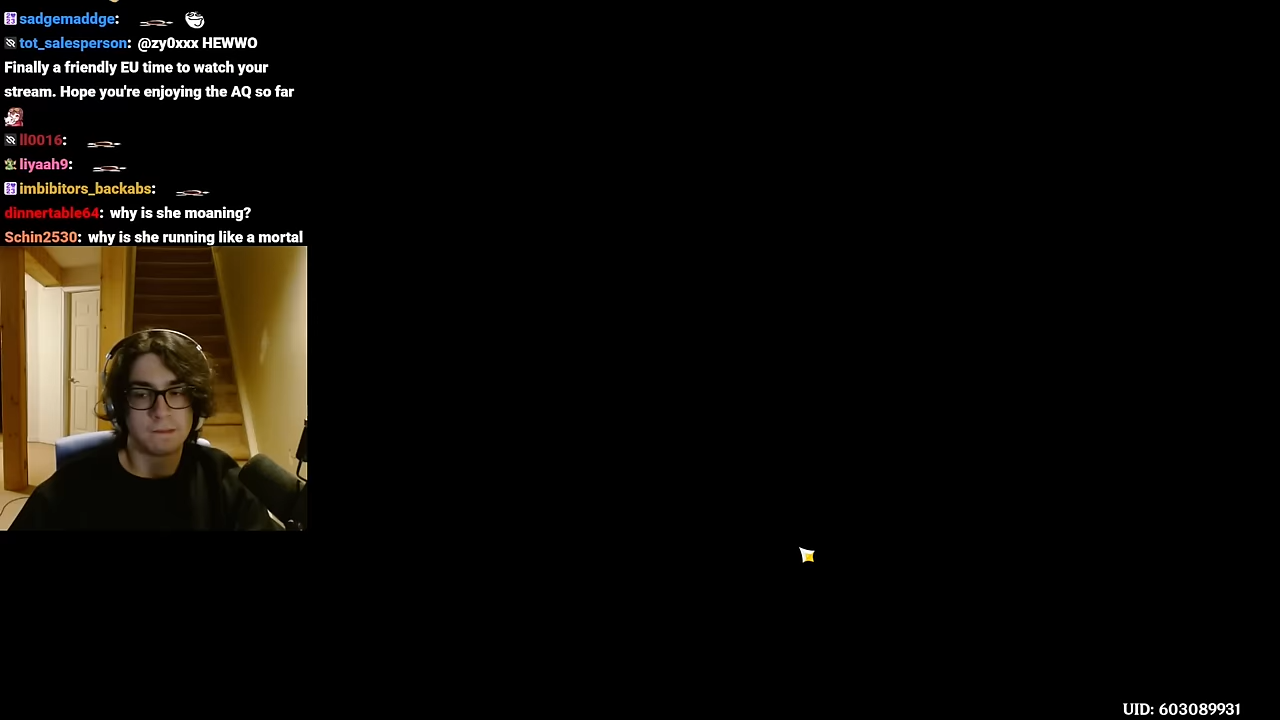 sadgemaddge:
tot_salesperson: @zy0xxx HEWWO
Finally a friendly EU time to watch your
stream. Hope you're enjoying the AQ so far
ll0016:
liyaah9:
imbibitors_backabs:
dinnertable64: why is she moaning?
Schin2530: why is she running like a mortal
UID: 603089931